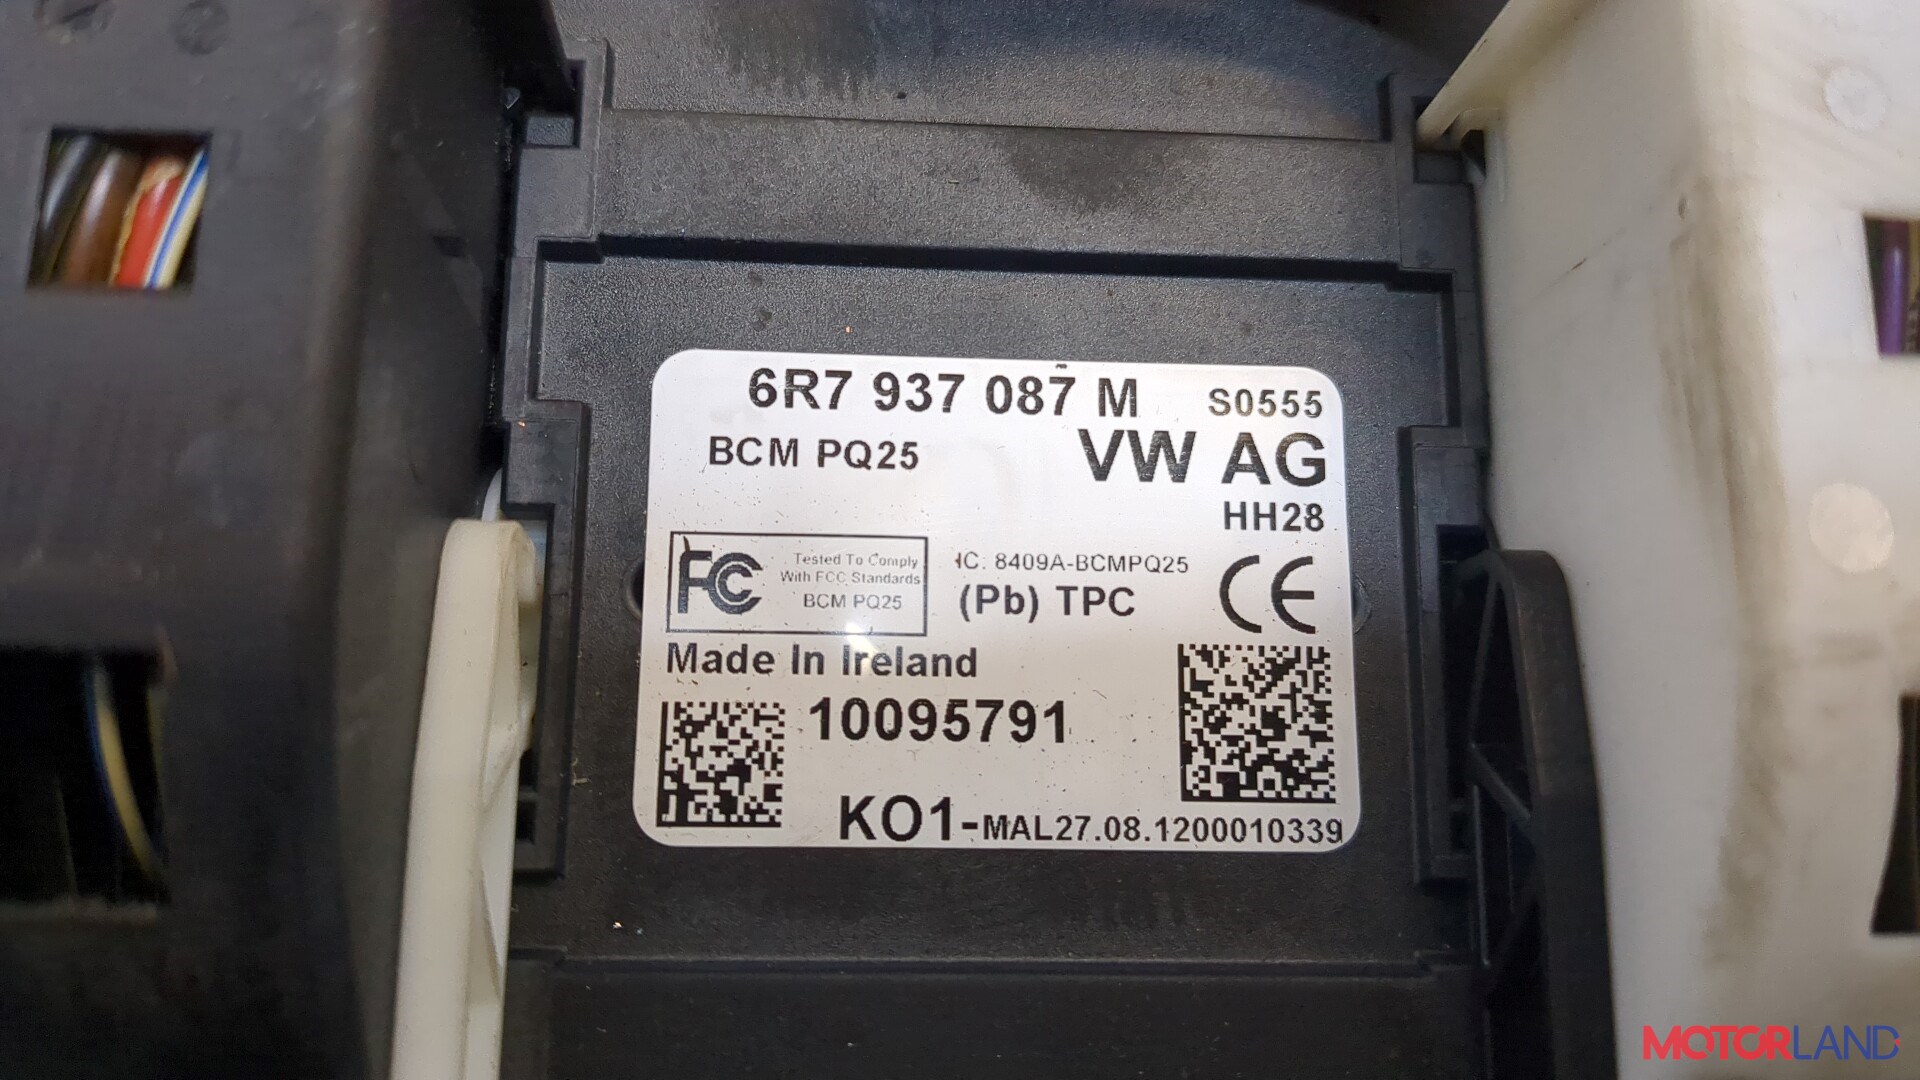 6R7 937 087 M S0555
BCM PQ25 VW AG
HH28
FC Tested To Comply
With FCC Standards
BCM PQ25
IC: 8409A-BCMPQ25
(Pb) TPC CE
Made In Ireland
10095791
KO1-MAL27.08.1200010339
MOTORLAND